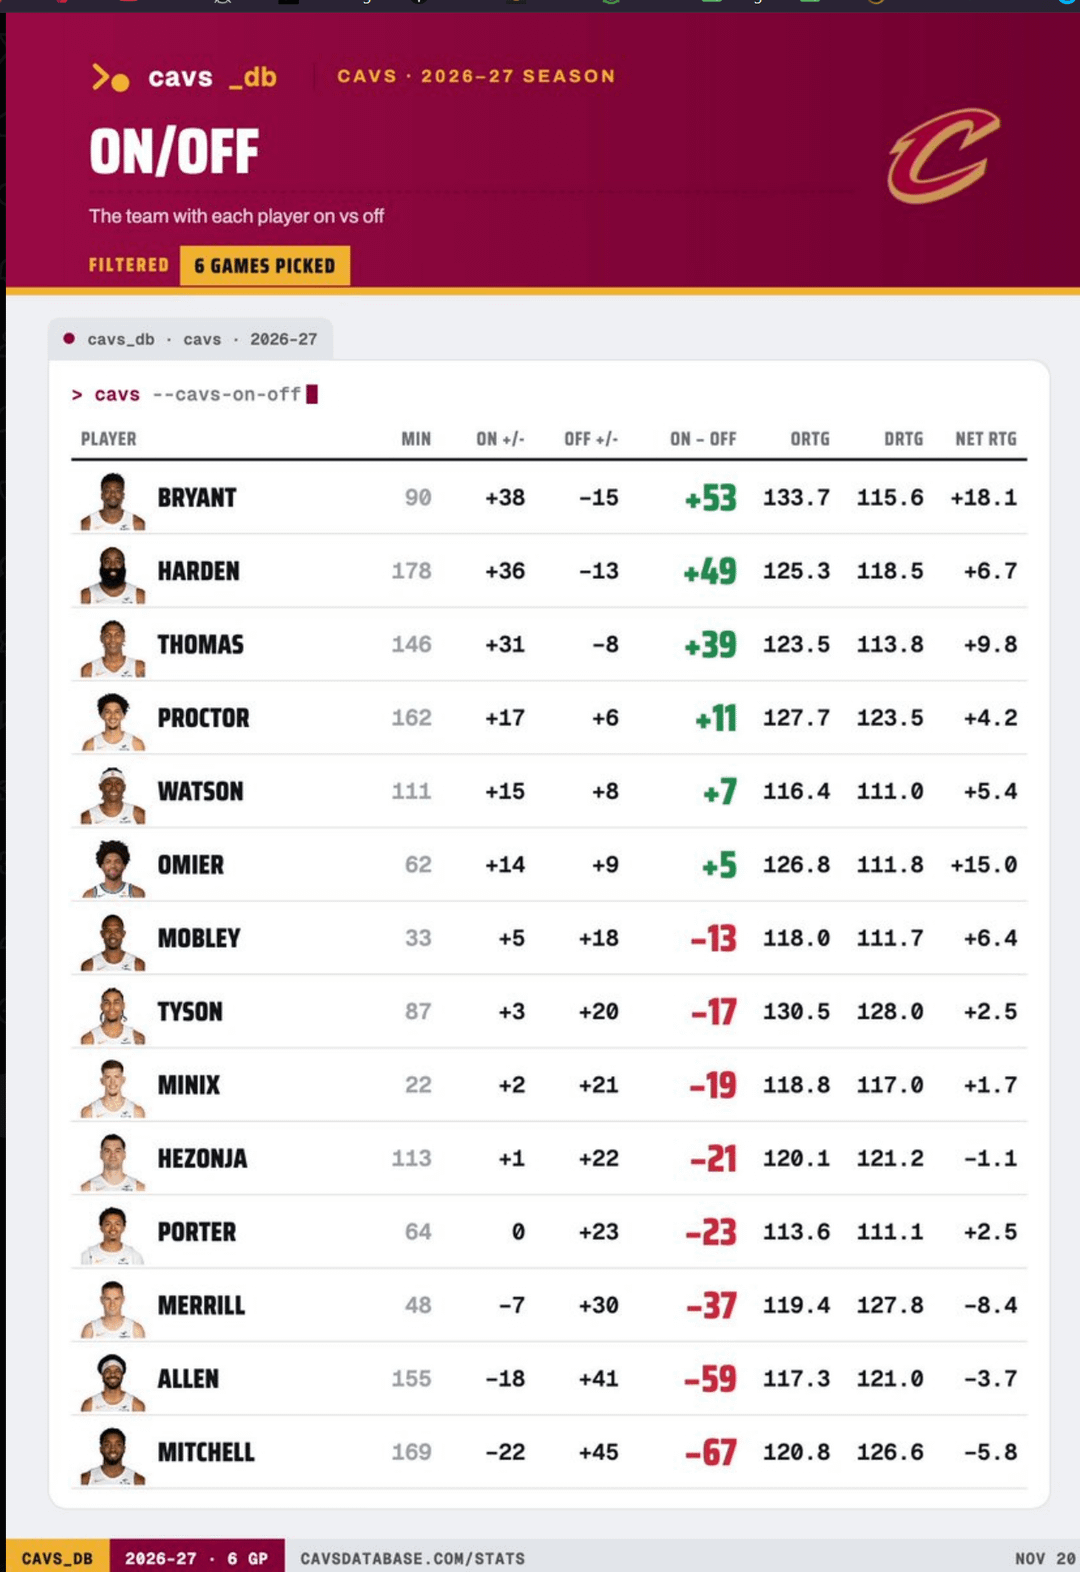 cavs _db
CAVS · 2026–27 SEASON
ON/OFF
The team with each player on vs off
FILTERED 6 GAMES PICKED
cavs_db · cavs · 2026–27
> cavs --cavs-on-off
PLAYER MIN ON +/- OFF +/- ON – OFF ORTG DRTG NET RTG
BRYANT 90 +38 −15 +53 133.7 115.6 +18.1
HARDEN 178 +36 −13 +49 125.3 118.5 +6.7
THOMAS 146 +31 −8 +39 123.5 113.8 +9.8
PROCTOR 162 +17 +6 +11 127.7 123.5 +4.2
WATSON 111 +15 +8 +7 116.4 111.0 +5.4
OMIER 62 +14 +9 +5 126.8 111.8 +15.0
MOBLEY 33 +5 +18 −13 118.0 111.7 +6.4
TYSON 87 +3 +20 −17 130.5 128.0 +2.5
MINIX 22 +2 +21 −19 118.8 117.0 +1.7
HEZONJA 113 +1 +22 −21 120.1 121.2 −1.1
PORTER 64 0 +23 −23 113.6 111.1 +2.5
MERRILL 48 −7 +30 −37 119.4 127.8 −8.4
ALLEN 155 −18 +41 −59 117.3 121.0 −3.7
MITCHELL 169 −22 +45 −67 120.8 126.6 −5.8
CAVS_DB 2026–27 · 6 GP CAVSDATABASE.COM/STATS NOV 20